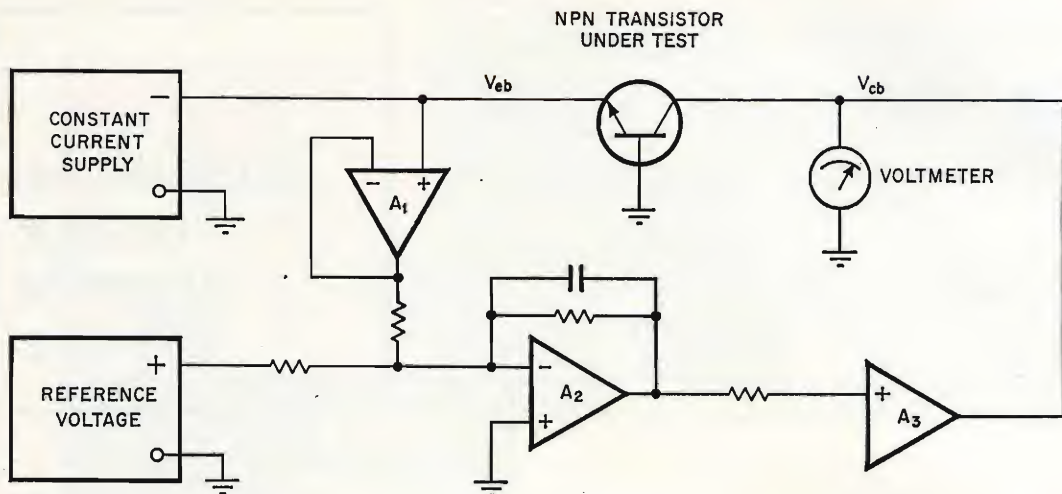 NPN TRANSISTOR
UNDER TEST
CONSTANT
CURRENT
SUPPLY
−
Veb
Vcb
− +
A1
VOLTMETER
REFERENCE
VOLTAGE
+
−
+
A2
+
A3